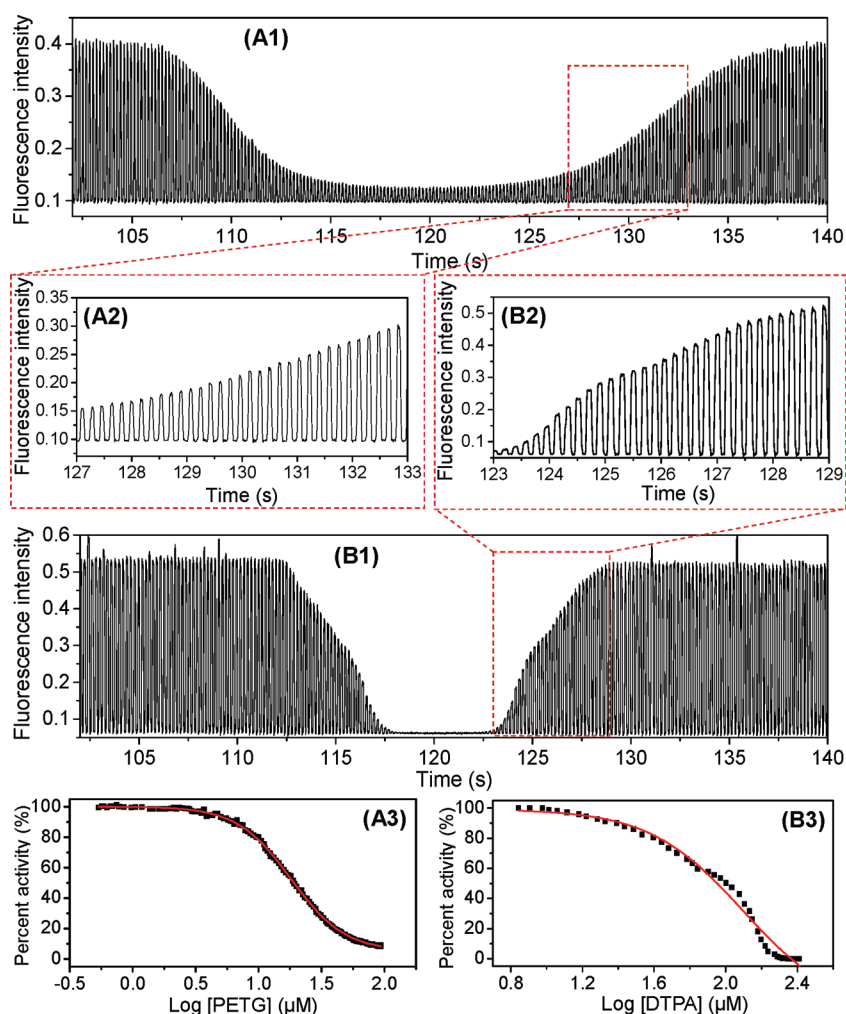 (A1)
Fluorescence intensity
0.4
0.3
0.2
0.1
105 110 115 120 125 130 135 140
Time (s)
(A2)
Fluorescence intensity
0.35
0.30
0.25
0.20
0.15
0.10
127 128 129 130 131 132 133
Time (s)
(B2)
Fluorescence intensity
0.5
0.4
0.3
0.2
0.1
123 124 125 126 127 128 129
Time (s)
(B1)
Fluorescence intensity
0.6
0.5
0.4
0.3
0.2
0.1
105 110 115 120 125 130 135 140
Time (s)
(A3)
Percent activity (%)
100
80
60
40
20
0
-0.5 0.0 0.5 1.0 1.5 2.0
Log [PETG] (µM)
(B3)
Percent activity (%)
100
80
60
40
20
0
0.8 1.2 1.6 2.0 2.4
Log [DTPA] (µM)